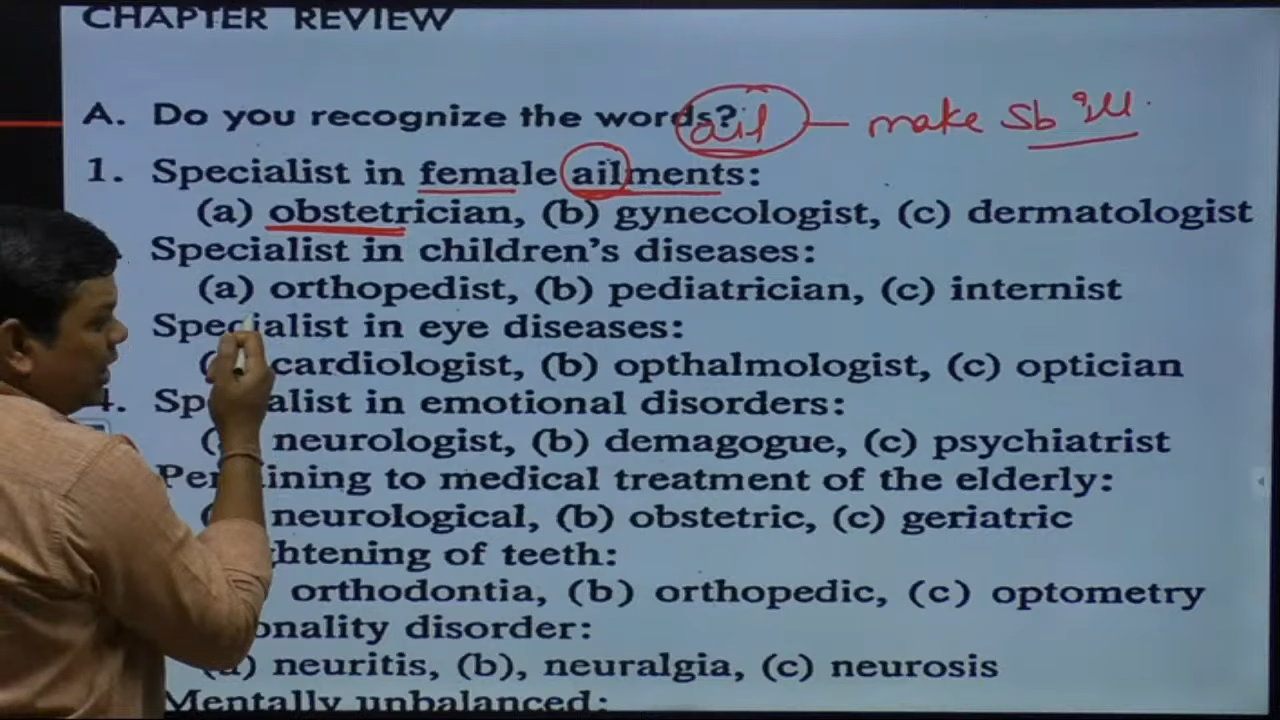 CHAPTER REVIEW
A. Do you recognize the words? ail — make sb ill.
1. Specialist in female ailments:
(a) obstetrician, (b) gynecologist, (c) dermatologist
Specialist in children's diseases:
(a) orthopedist, (b) pediatrician, (c) internist
Specialist in eye diseases:
cardiologist, (b) opthalmologist, (c) optician
4. Specialist in emotional disorders:
neurologist, (b) demagogue, (c) psychiatrist
ining to medical treatment of the elderly:
neurological, (b) obstetric, (c) geriatric
htening of teeth:
orthodontia, (b) orthopedic, (c) optometry
onality disorder:
(a) neuritis, (b), neuralgia, (c) neurosis
Mentally unbalanced: